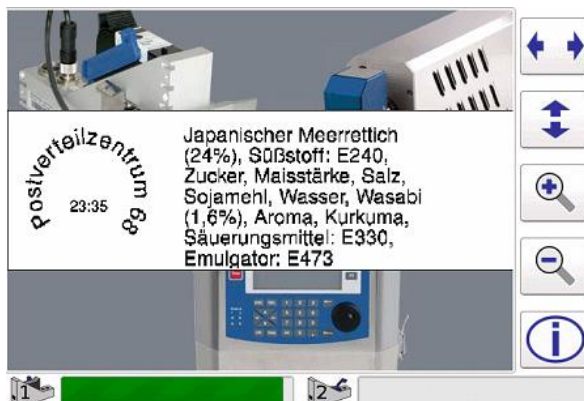 Postverteilzentrum 68
23:35
Japanischer Meerrettich
(24%), Süßstoff: E240,
Zucker, Maisstärke, Salz,
Sojamehl, Wasser, Wasabi
(1,6%), Aroma, Kurkuma,
Säuerungsmittel: E330,
Emulgator: E473
1
2